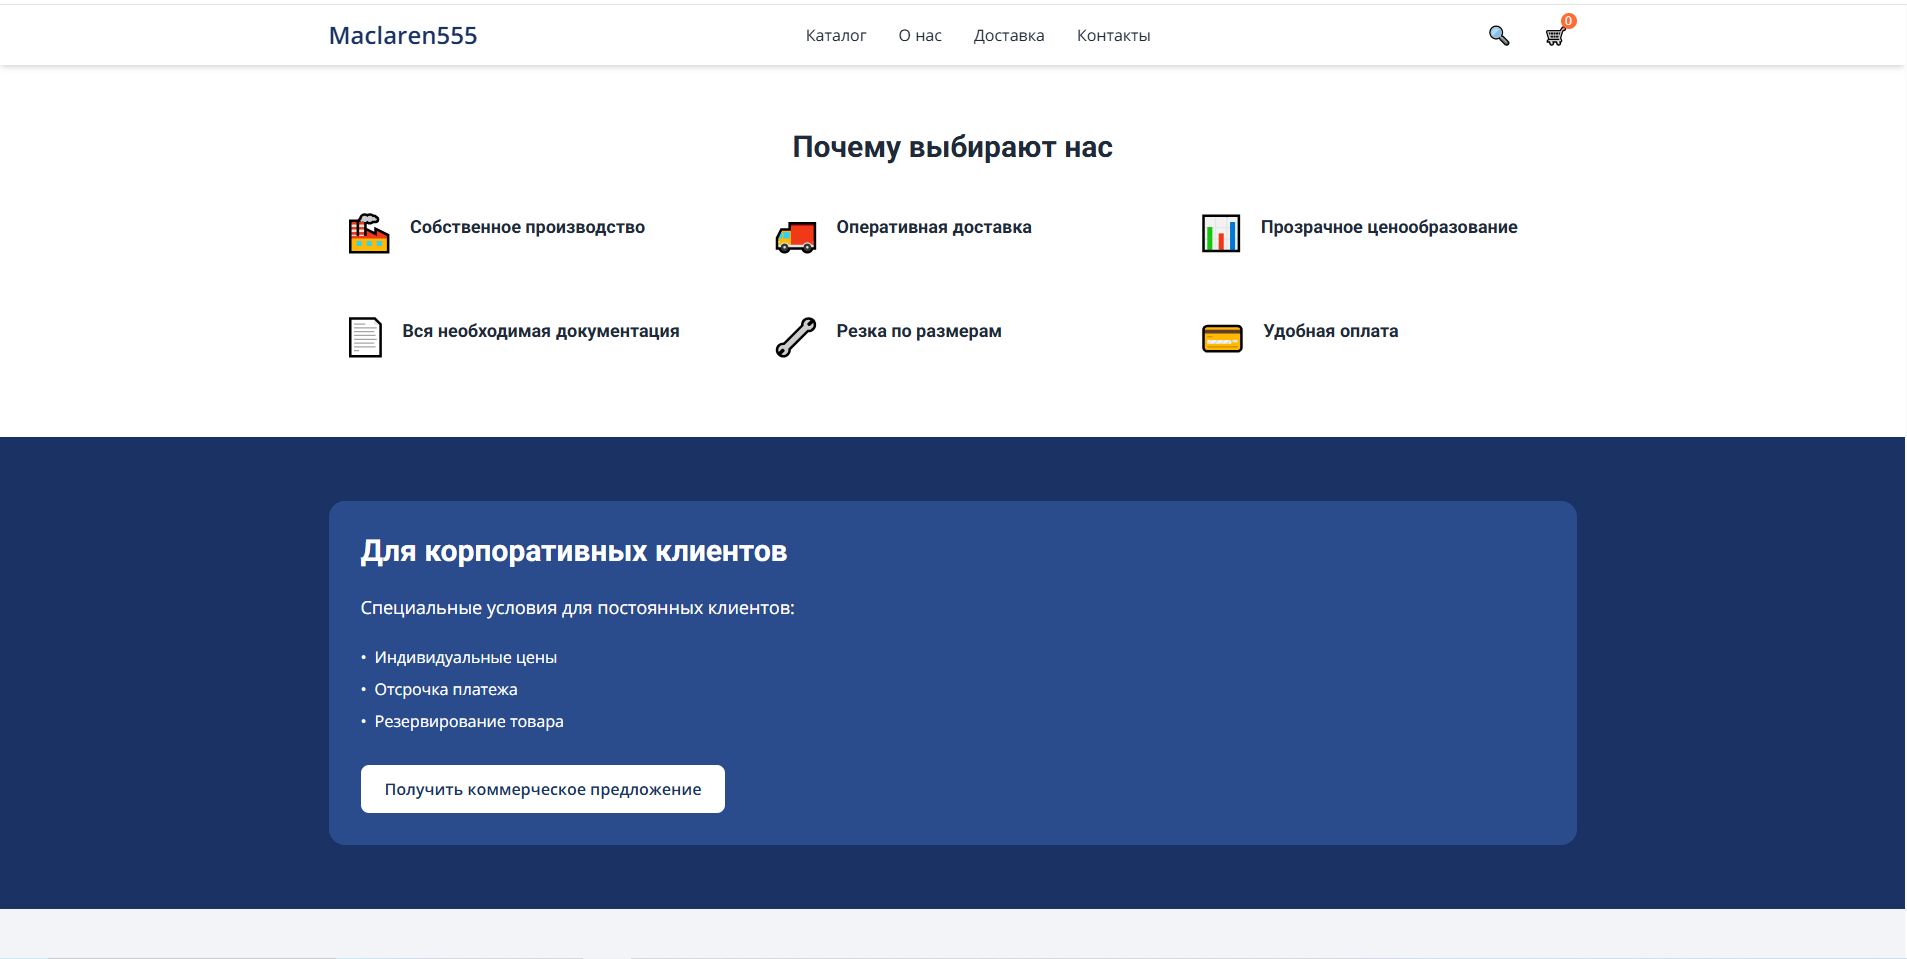 Maclaren555
Каталог О нас Доставка Контакты
0
Почему выбирают нас
Собственное производство
Оперативная доставка
Прозрачное ценообразование
Вся необходимая документация
Резка по размерам
Удобная оплата
Для корпоративных клиентов
Специальные условия для постоянных клиентов:
• Индивидуальные цены
• Отсрочка платежа
• Резервирование товара
Получить коммерческое предложение